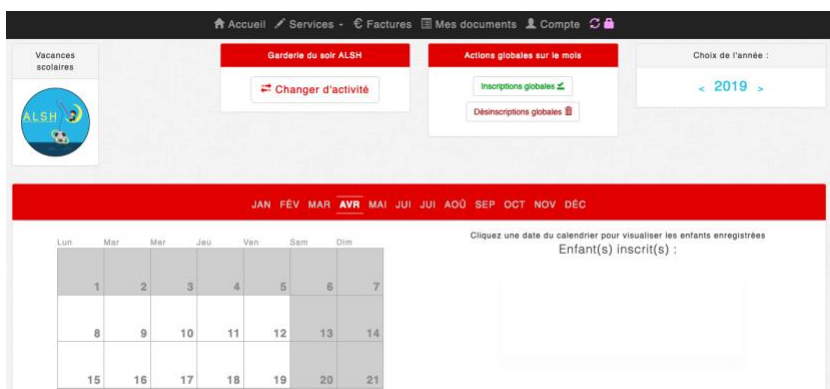 Accueil Services - € Factures Mes documents Compte
Vacances
scolaires
ALSH
Garderie du soir ALSH
Changer d'activité
Actions globales sur le mois
Inscriptions globales
Désinscriptions globales
Choix de l'année :
< 2019 >
JAN FÉV MAR AVR MAI JUI JUI AOÛ SEP OCT NOV DÉC
Lun Mar Mer Jeu Ven Sam Dim
1 2 3 4 5 6 7
8 9 10 11 12 13 14
15 16 17 18 19 20 21
Cliquez une date du calendrier pour visualiser les enfants enregistrées
Enfant(s) inscrit(s) :